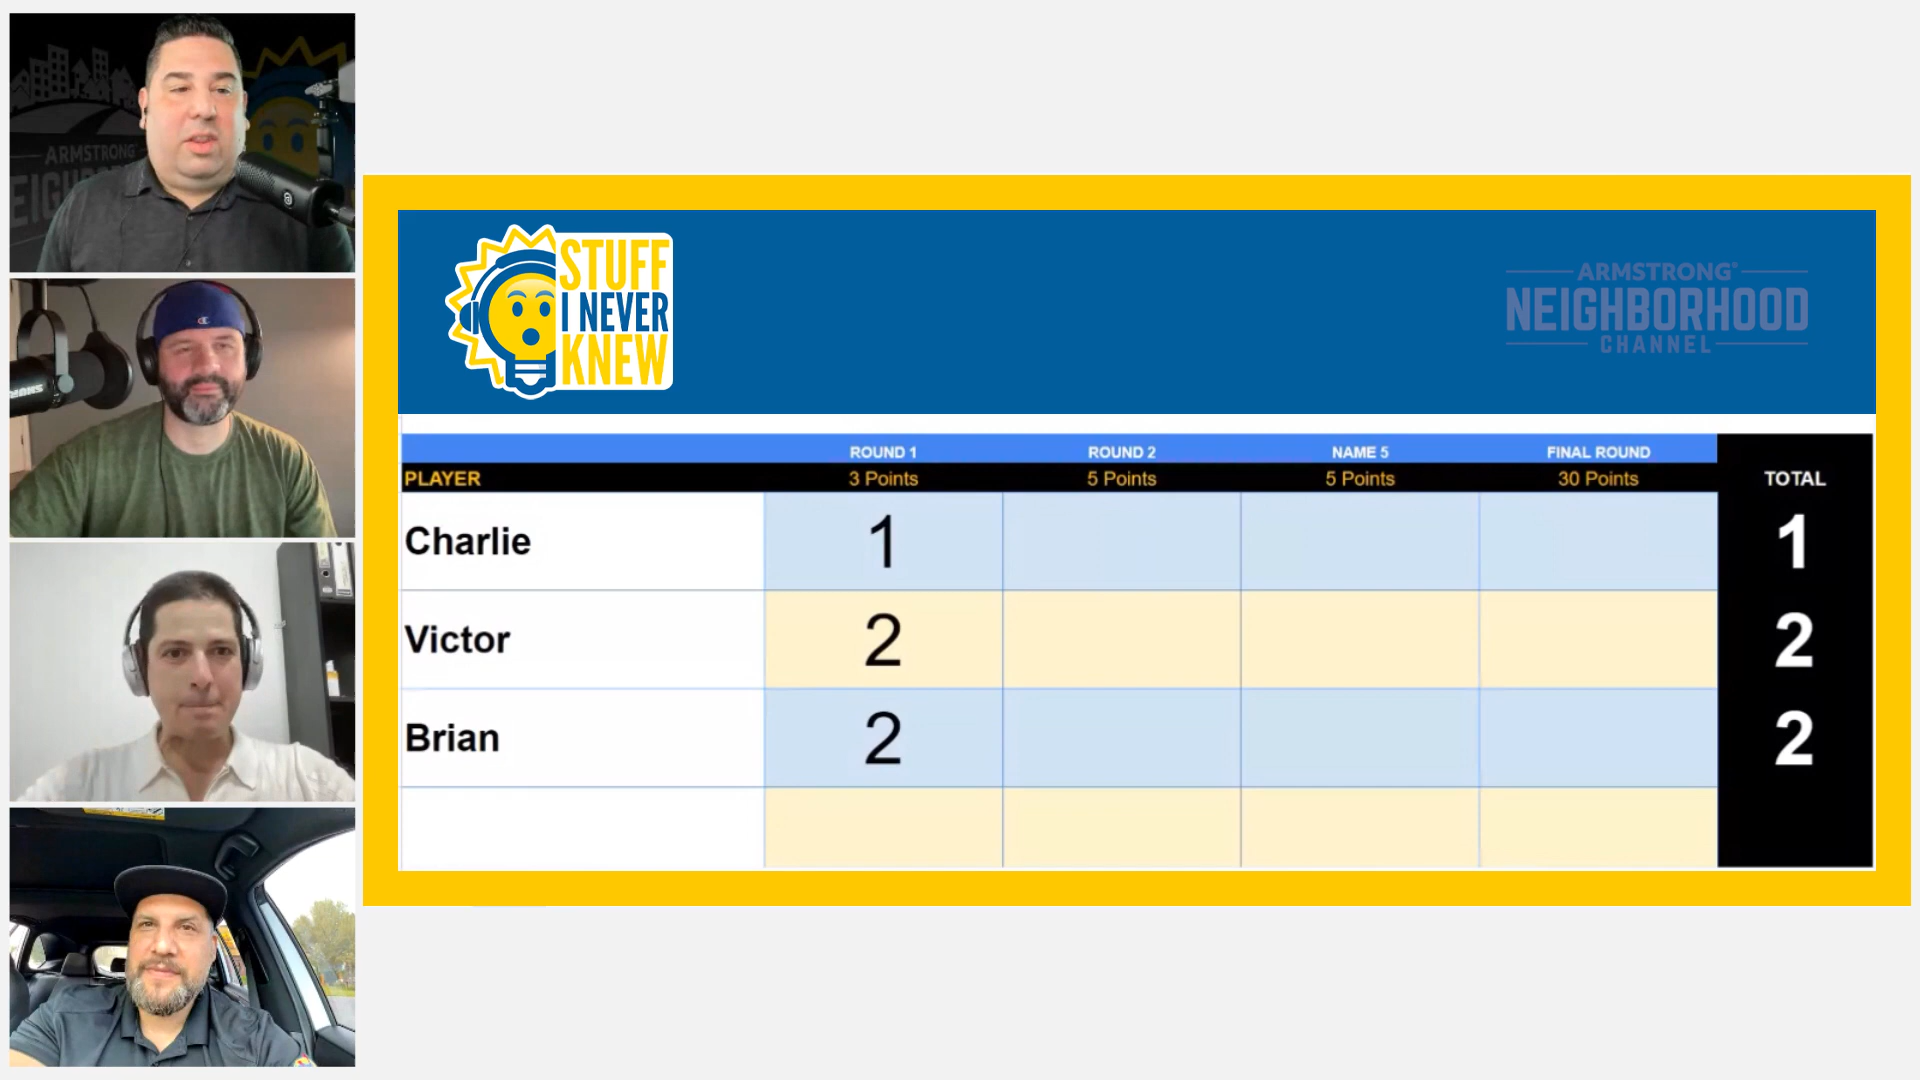 ARMSTRONG
STUFF
I NEVER
KNEW
ARMSTRONG
NEIGHBORHOOD
CHANNEL
ROUND 1 ROUND 2 NAME 5 FINAL ROUND
PLAYER 3 Points 5 Points 5 Points 30 Points TOTAL
Charlie 1 1
Victor 2 2
Brian 2 2